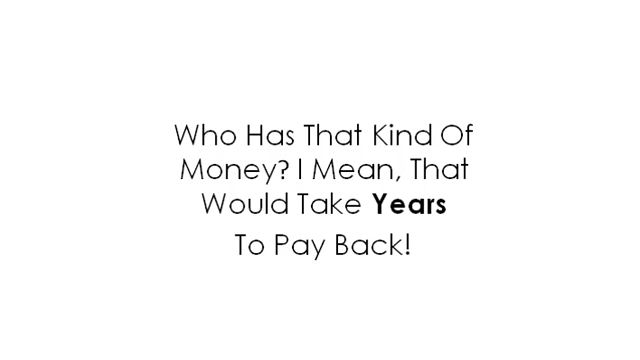 Who Has That Kind Of
Money? I Mean, That
Would Take Years
To Pay Back!